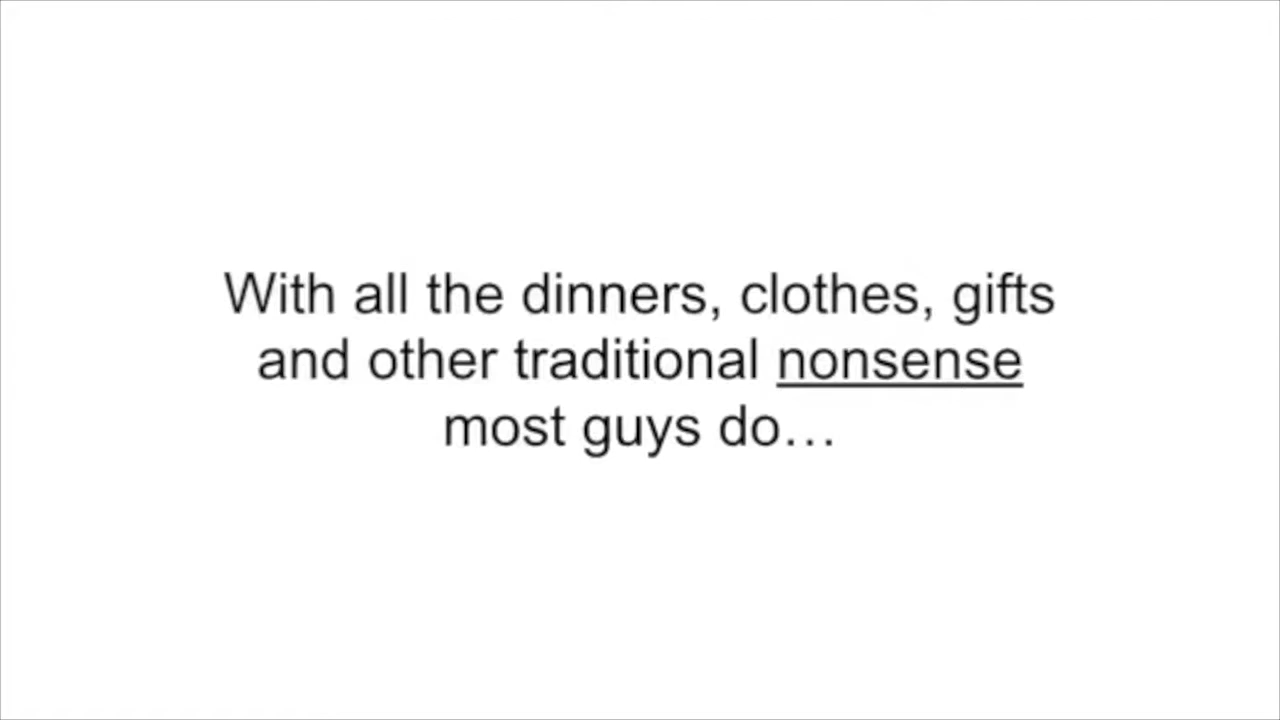 With all the dinners, clothes, gifts
and other traditional nonsense
most guys do…